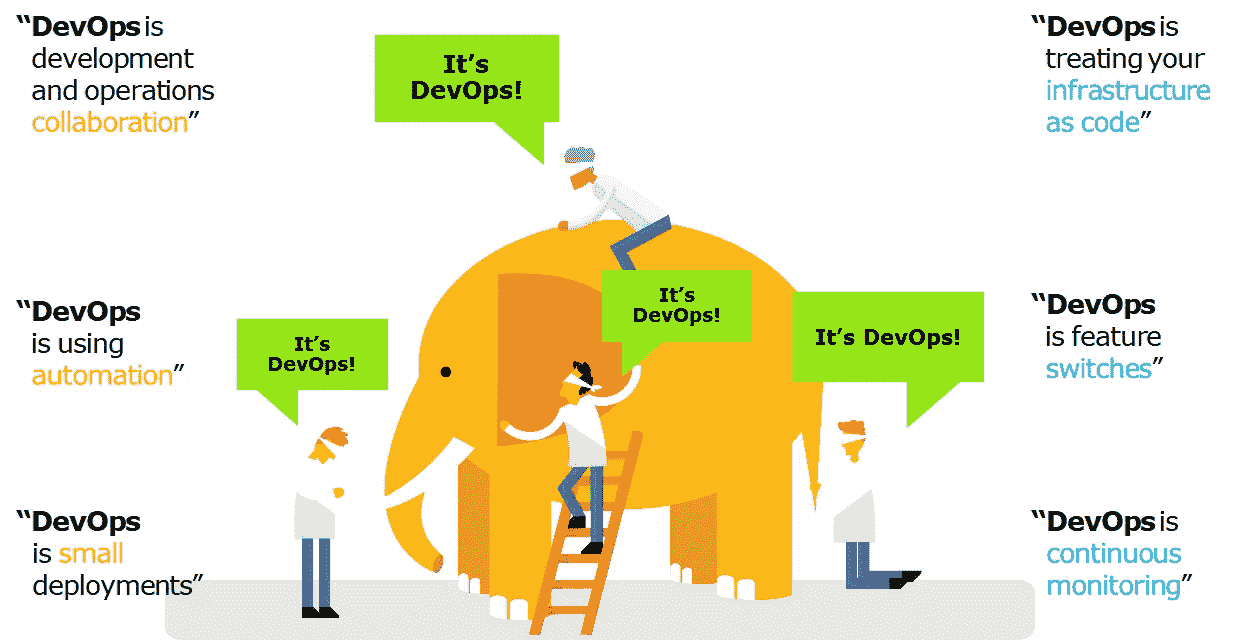 “DevOps is
development
and operations
collaboration”
It’s
DevOps!
“DevOps is
treating your
infrastructure
as code”
“DevOps
is using
automation”
It’s
DevOps!
It’s
DevOps!
It’s DevOps!
“DevOps
is feature
switches”
“DevOps
is small
deployments”
“DevOps is
continuous
monitoring”